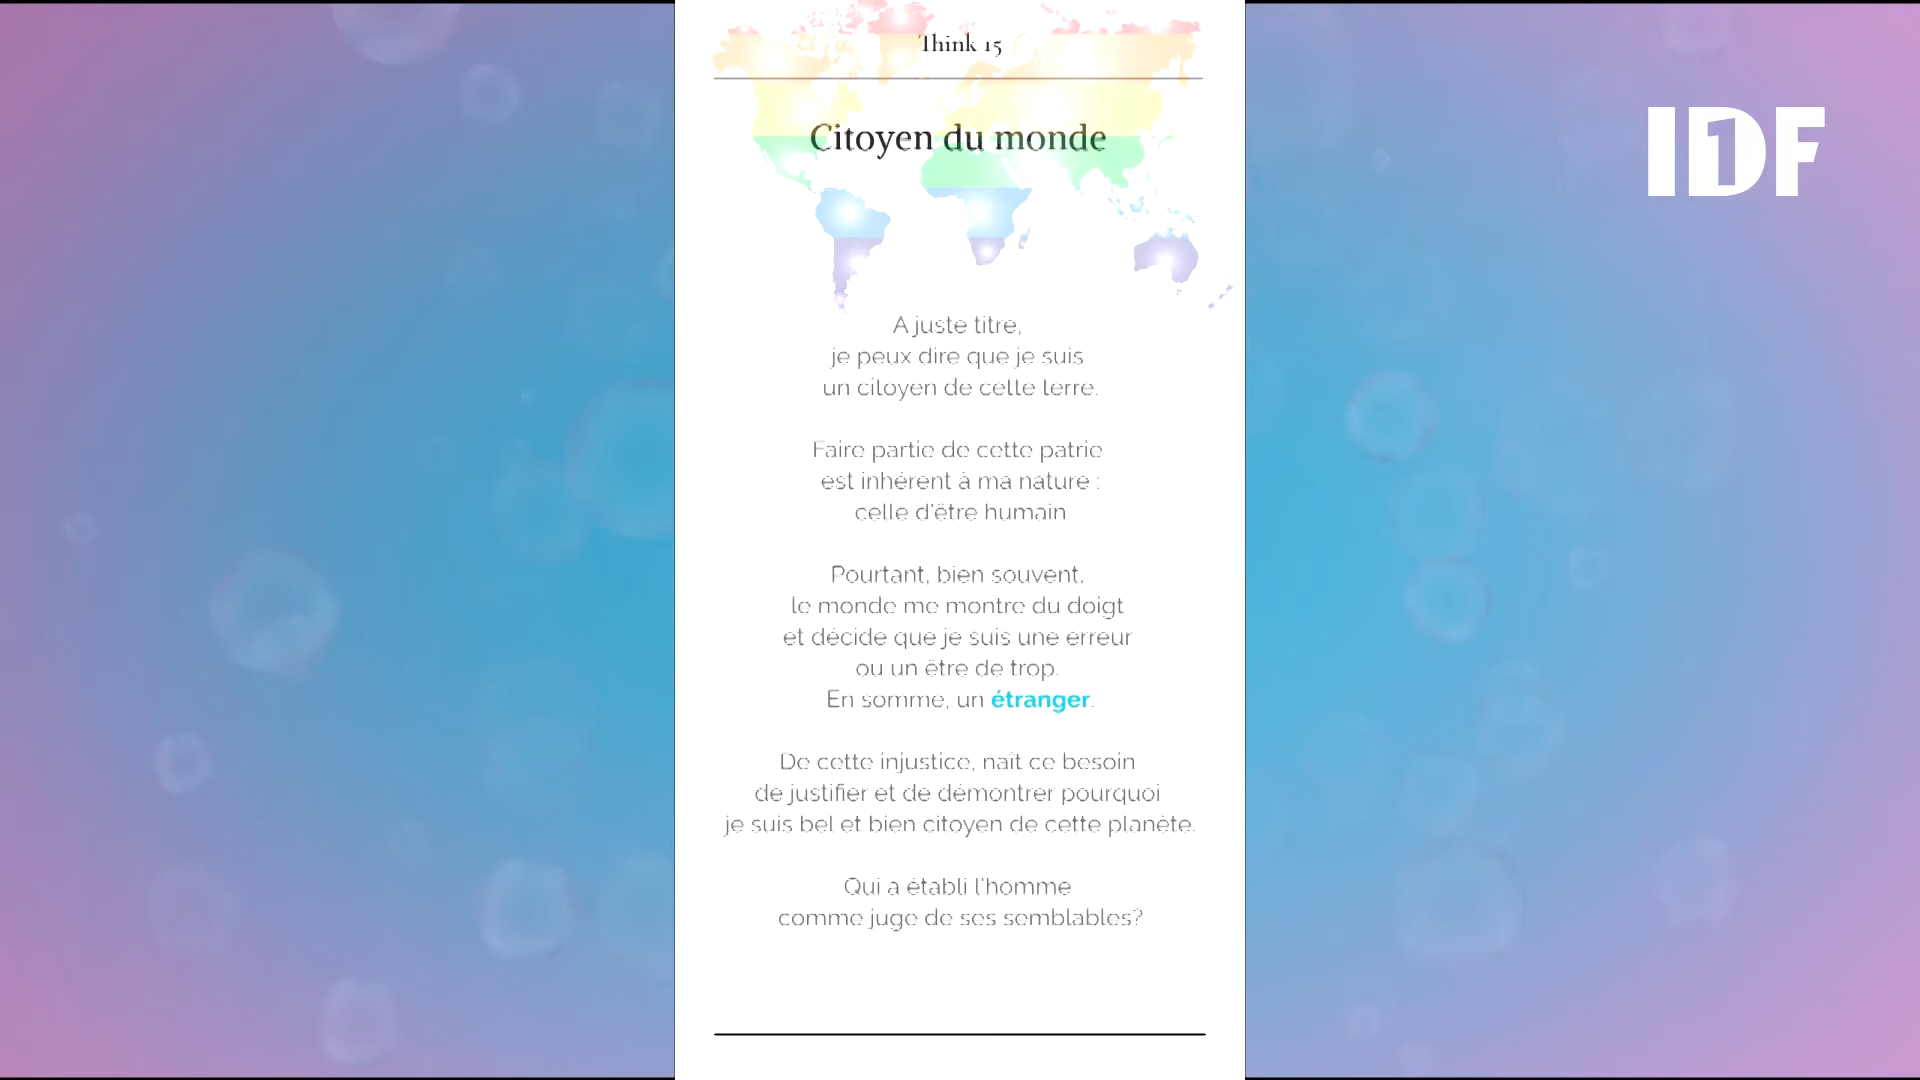 Think 15
Citoyen du monde
IDF
1
A juste titre,
je peux dire que je suis
un citoyen de cette terre.
Faire partie de cette patrie
est inhérent à ma nature :
celle d'être humain
Pourtant, bien souvent,
le monde me montre du doigt
et décide que je suis une erreur
ou un être de trop.
En somme, un étranger.
De cette injustice, naît ce besoin
de justifier et de démontrer pourquoi
je suis bel et bien citoyen de cette planète.
Qui a établi l'homme
comme juge de ses semblables?